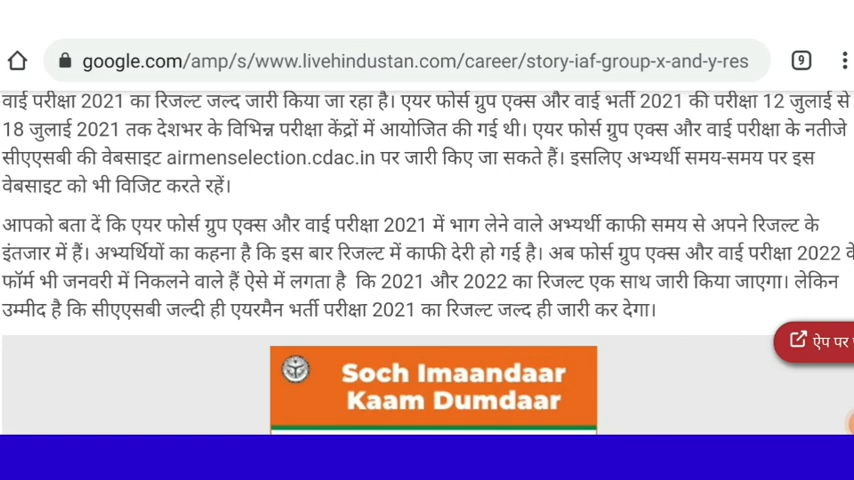 google.com/amp/s/www.livehindustan.com/career/story-iaf-group-x-and-y-res
9
वाई परीक्षा 2021 का रिजल्ट जल्द जारी किया जा रहा है। एयर फोर्स ग्रुप एक्स और वाई भर्ती 2021 की परीक्षा 12 जुलाई से
18 जुलाई 2021 तक देशभर के विभिन्न परीक्षा केंद्रों में आयोजित की गई थी। एयर फोर्स ग्रुप एक्स और वाई परीक्षा के नतीजे
सीएएसबी की वेबसाइट airmenselection.cdac.in पर जारी किए जा सकते हैं। इसलिए अभ्यर्थी समय-समय पर इस
वेबसाइट को भी विजिट करते रहें।
आपको बता दें कि एयर फोर्स ग्रुप एक्स और वाई परीक्षा 2021 में भाग लेने वाले अभ्यर्थी काफी समय से अपने रिजल्ट के
इंतजार में हैं। अभ्यर्थियों का कहना है कि इस बार रिजल्ट में काफी देरी हो गई है। अब फोर्स ग्रुप एक्स और वाई परीक्षा 2022 के
फॉर्म भी जनवरी में निकलने वाले हैं ऐसे में लगता है कि 2021 और 2022 का रिजल्ट एक साथ जारी किया जाएगा। लेकिन
उम्मीद है कि सीएएसबी जल्दी ही एयरमैन भर्ती परीक्षा 2021 का रिजल्ट जल्द ही जारी कर देगा।
ऐप पर
Soch Imaandaar
Kaam Dumdaar